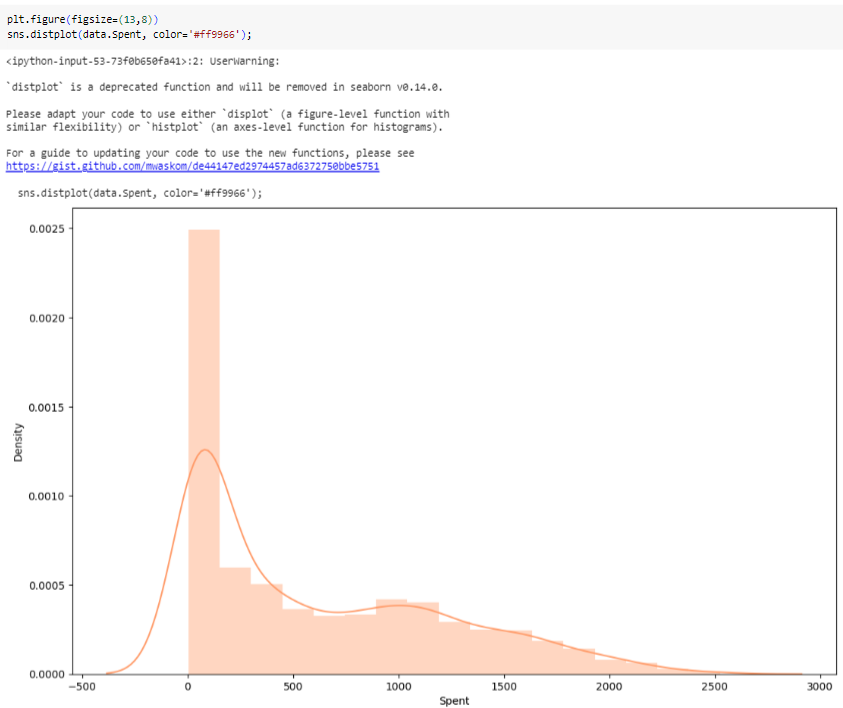 plt.figure(figsize=(13,8))
sns.distplot(data.Spent, color='#ff9966');
<ipython-input-53-73f0b650fa41>:2: UserWarning:
`distplot` is a deprecated function and will be removed in seaborn v0.14.0.
Please adapt your code to use either `displot` (a figure-level function with
similar flexibility) or `histplot` (an axes-level function for histograms).
For a guide to updating your code to use the new functions, please see
https://gist.github.com/mwaskom/de44147ed2974457ad6372750bbe5751
sns.distplot(data.Spent, color='#ff9966');
0.0025
0.0020
0.0015
Density
0.0010
0.0005
0.0000
−500
0
500
1000
1500
2000
2500
3000
Spent